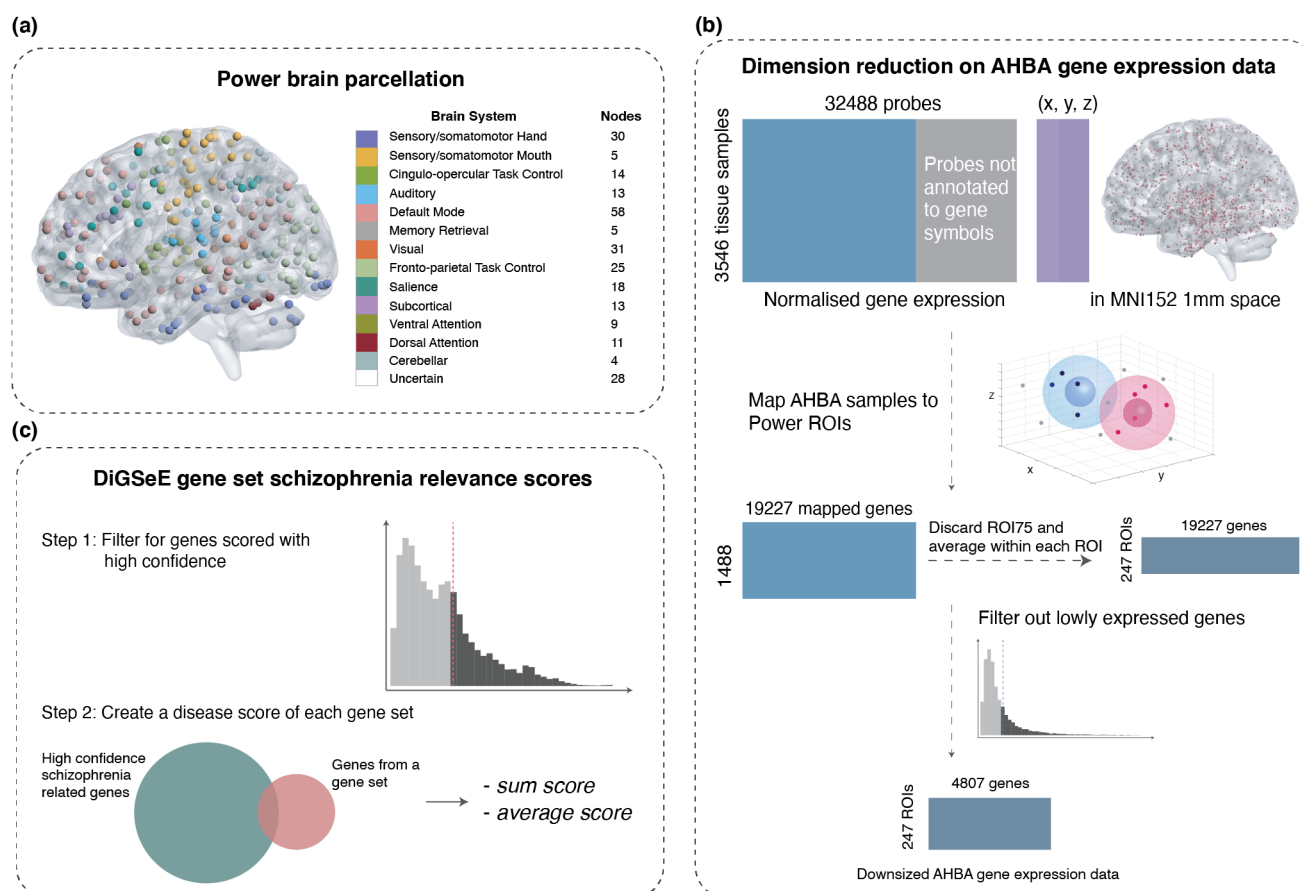 (a)
Power brain parcellation
Brain System Nodes
Sensory/somatomotor Hand 30
Sensory/somatomotor Mouth 5
Cingulo-opercular Task Control 14
Auditory 13
Default Mode 58
Memory Retrieval 5
Visual 31
Fronto-parietal Task Control 25
Salience 18
Subcortical 13
Ventral Attention 9
Dorsal Attention 11
Cerebellar 4
Uncertain 28
(b)
Dimension reduction on AHBA gene expression data
32488 probes
(x, y, z)
3546 tissue samples
Probes not
annotated
to gene
symbols
Normalised gene expression
in MNI152 1mm space
Map AHBA samples to
Power ROIs
z
x
y
19227 mapped genes
1488
Discard ROI75 and
average within each ROI
19227 genes
247 ROIs
Filter out lowly expressed genes
4807 genes
247 ROIs
Downsized AHBA gene expression data
(c)
DiGSeE gene set schizophrenia relevance scores
Step 1: Filter for genes scored with
high confidence
Step 2: Create a disease score of each gene set
High confidence
schizophrenia
related genes
Genes from a
gene set
- sum score
- average score